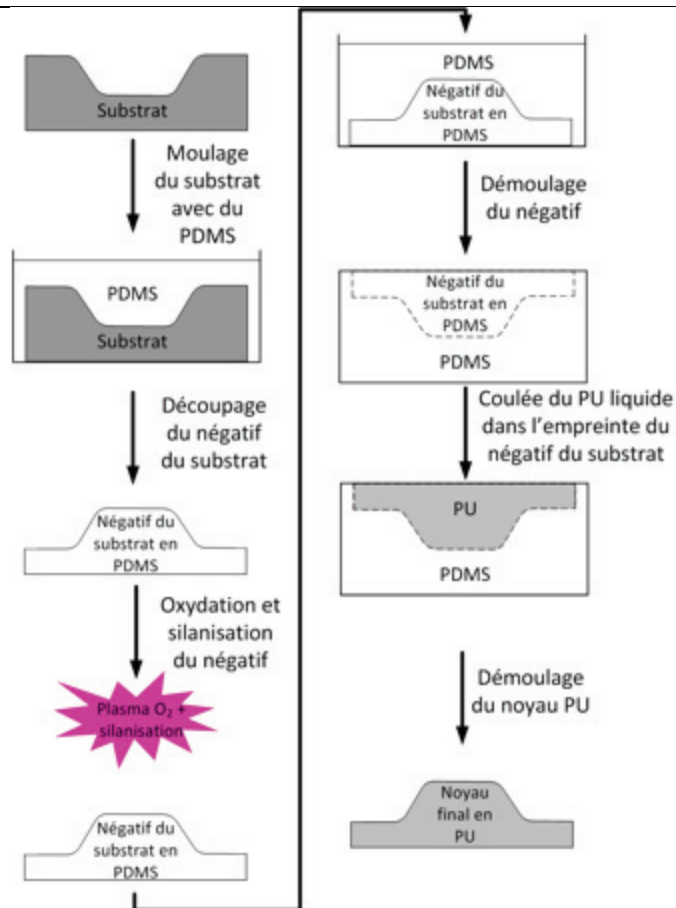 Substrat
Moulage
du substrat
avec du
PDMS
PDMS
Substrat
Découpage
du négatif
du substrat
Négatif du
substrat en
PDMS
Oxydation et
silanisation
du négatif
Plasma O₂ +
silanisation
Négatif du
substrat en
PDMS
PDMS
Négatif du
substrat en
PDMS
Démoulage
du négatif
Négatif du
substrat en
PDMS
PDMS
Coulée du PU liquide
dans l’empreinte du
négatif du substrat
PU
PDMS
Démoulage
du noyau PU
Noyau
final en
PU